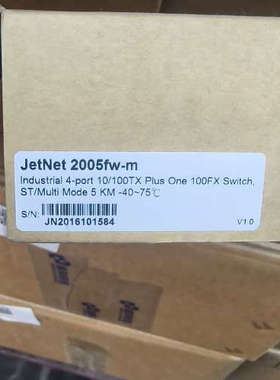 JetNet 2005fw-m
Industrial 4-port 10/100TX Plus One 100FX Switch,
ST/Multi Mode 5 KM -40~75℃
S/N:
JN2016101584
V1.0